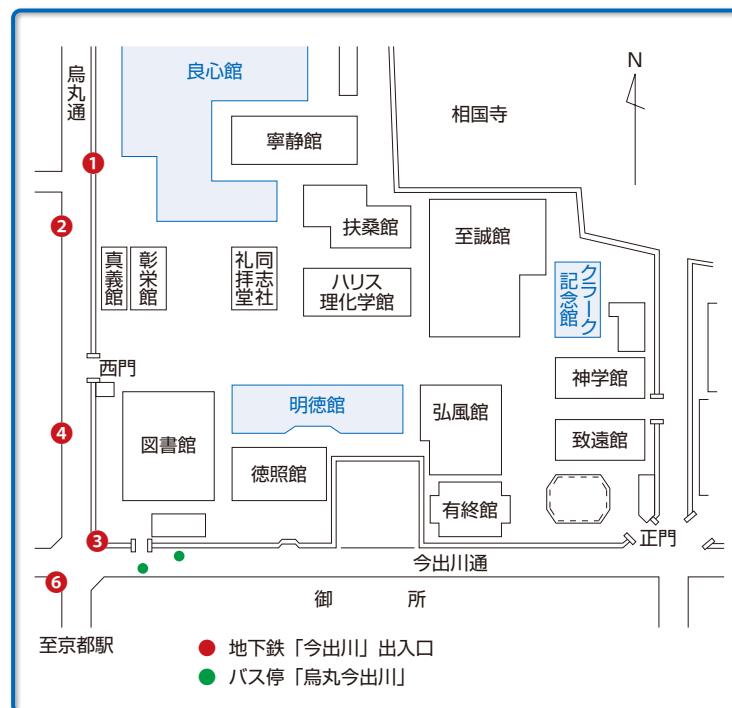 烏丸通
良心館
N
相国寺
寧静館
1
2
扶桑館
至誠館
真義館
彰栄館
同志社
礼拝堂
ハリス
理化学館
クラーク
記念館
西門
神学館
明徳館
弘風館
4
図書館
致遠館
徳照館
有終館
3
正門
今出川通
6
御所
至京都駅
地下鉄「今出川」出入口
バス停「烏丸今出川」